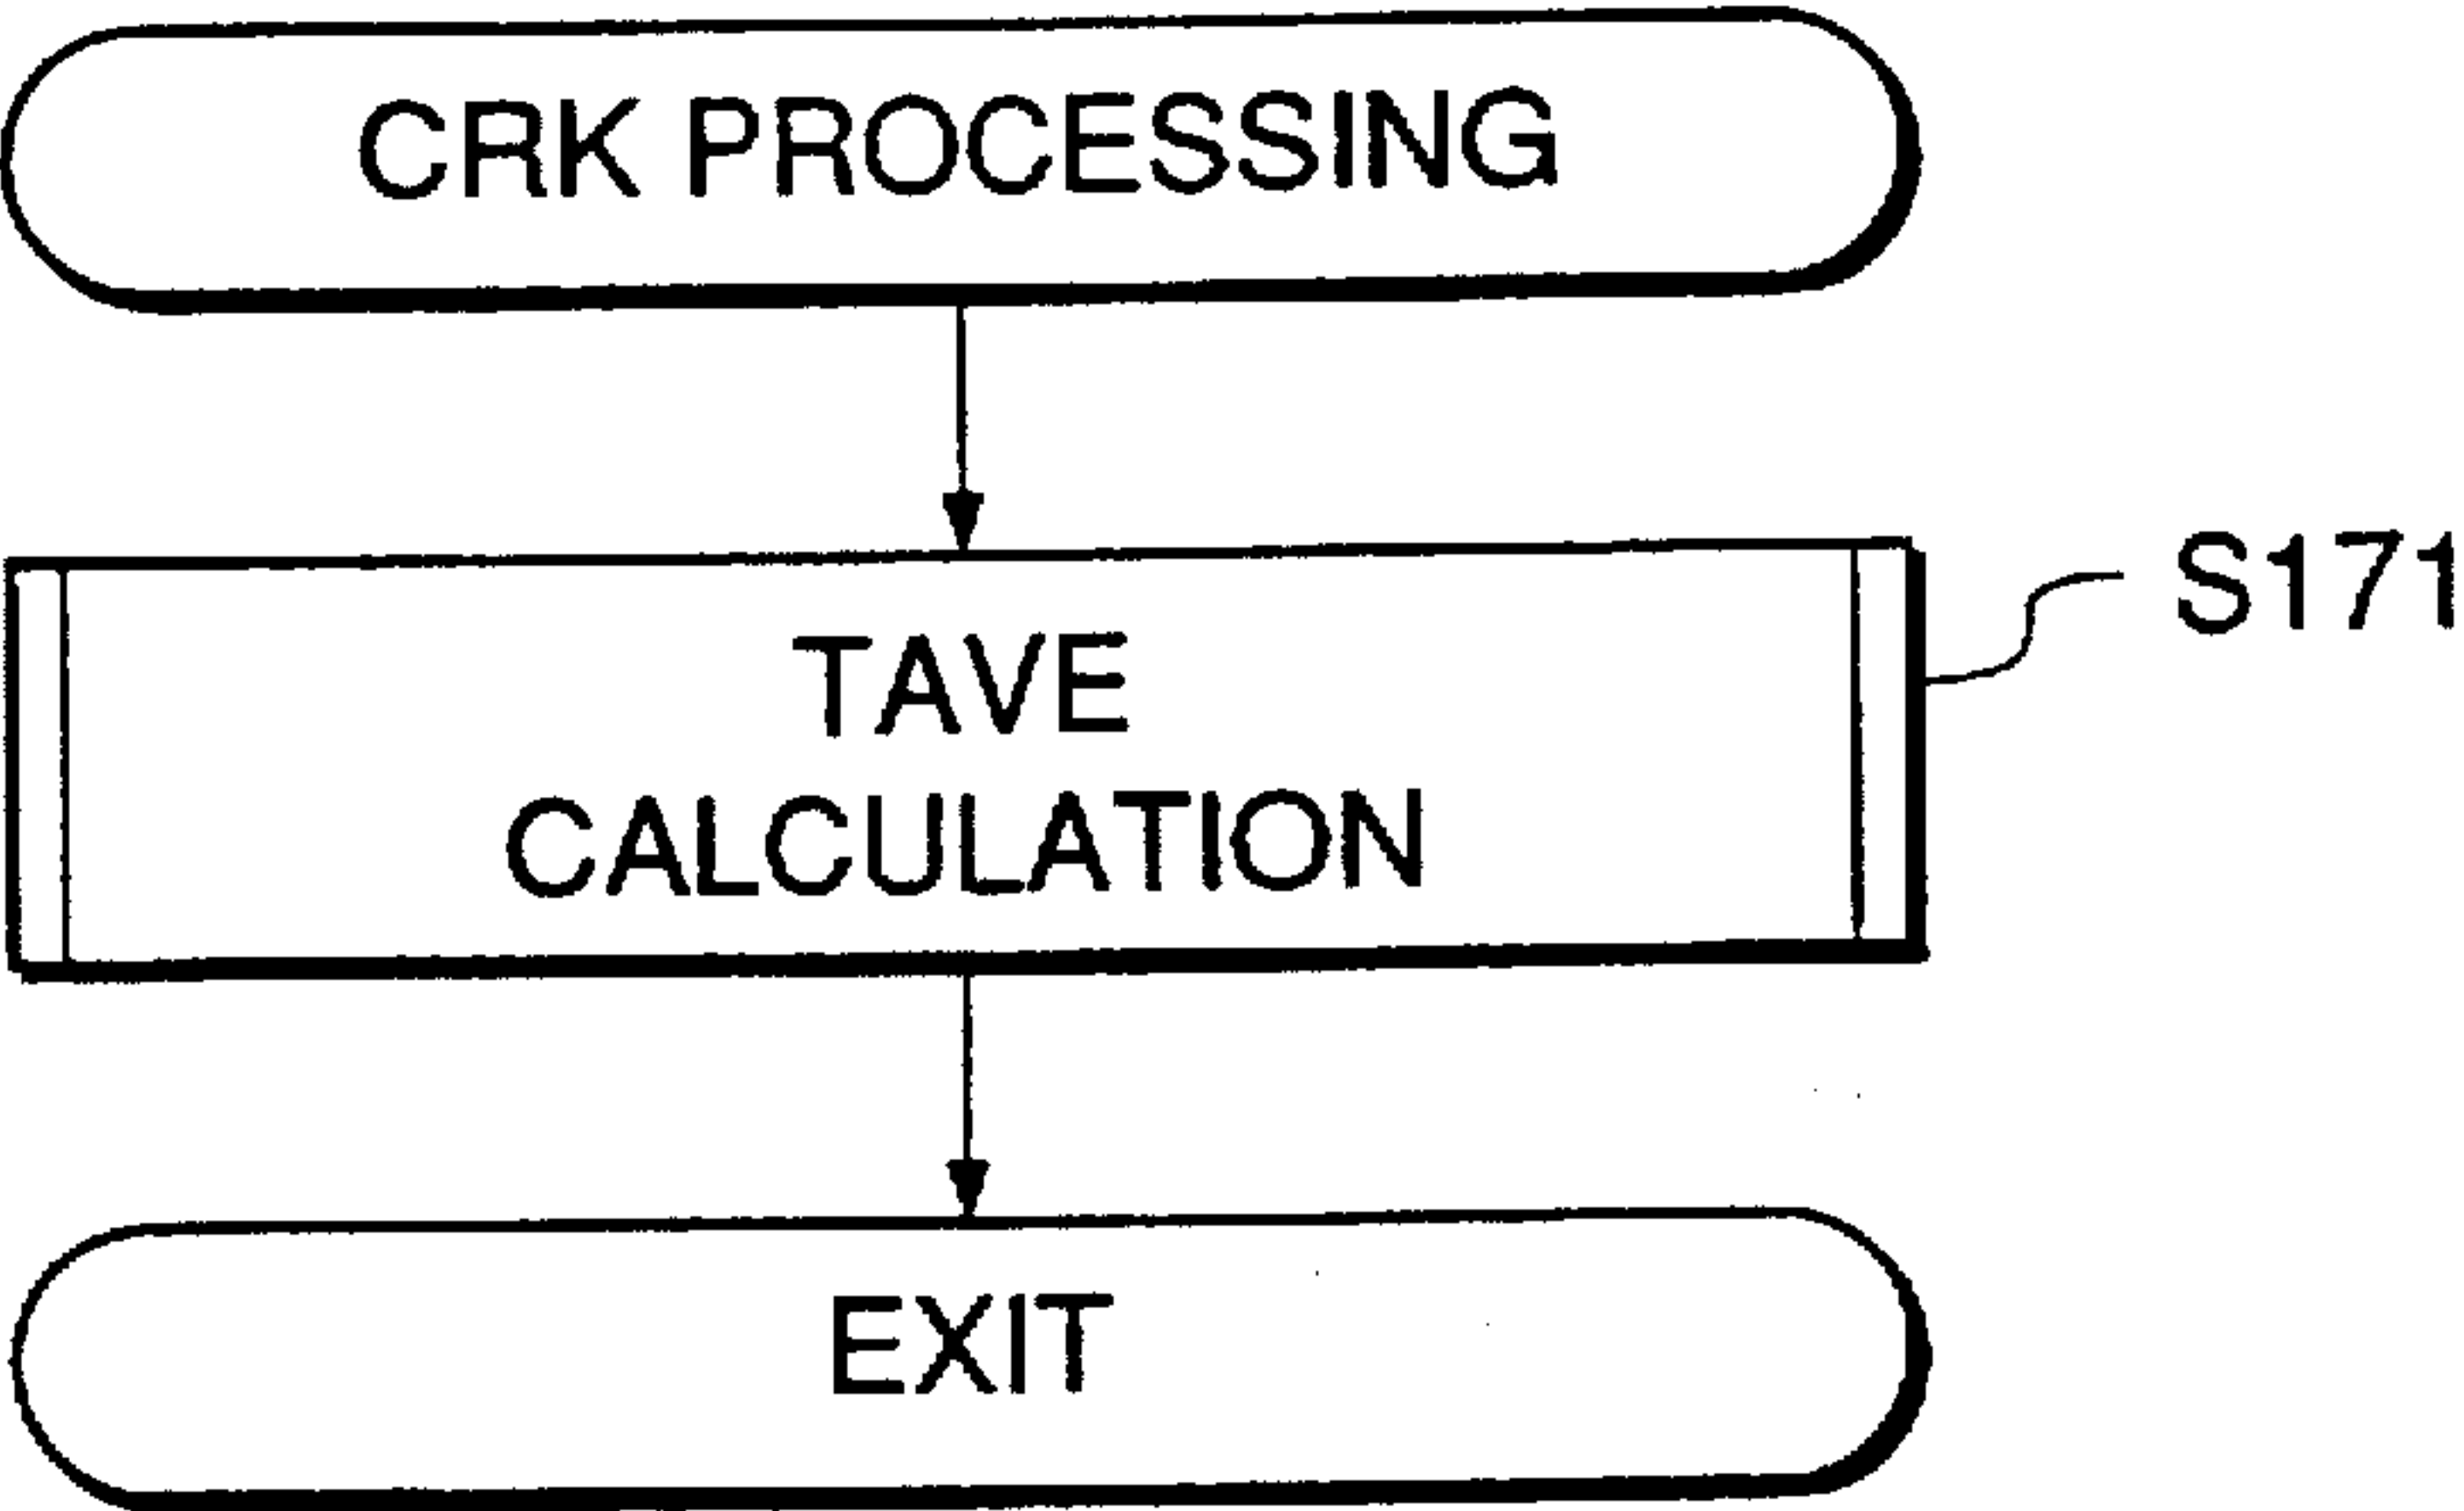 CRK PROCESSING
S171
TAVE
CALCULATION
EXIT